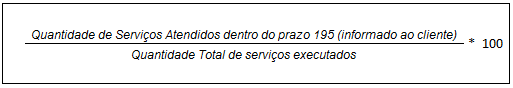 Quantidade de Serviços Atendidos dentro do prazo 195 (informado ao cliente) * 100
Quantidade Total de serviços executados